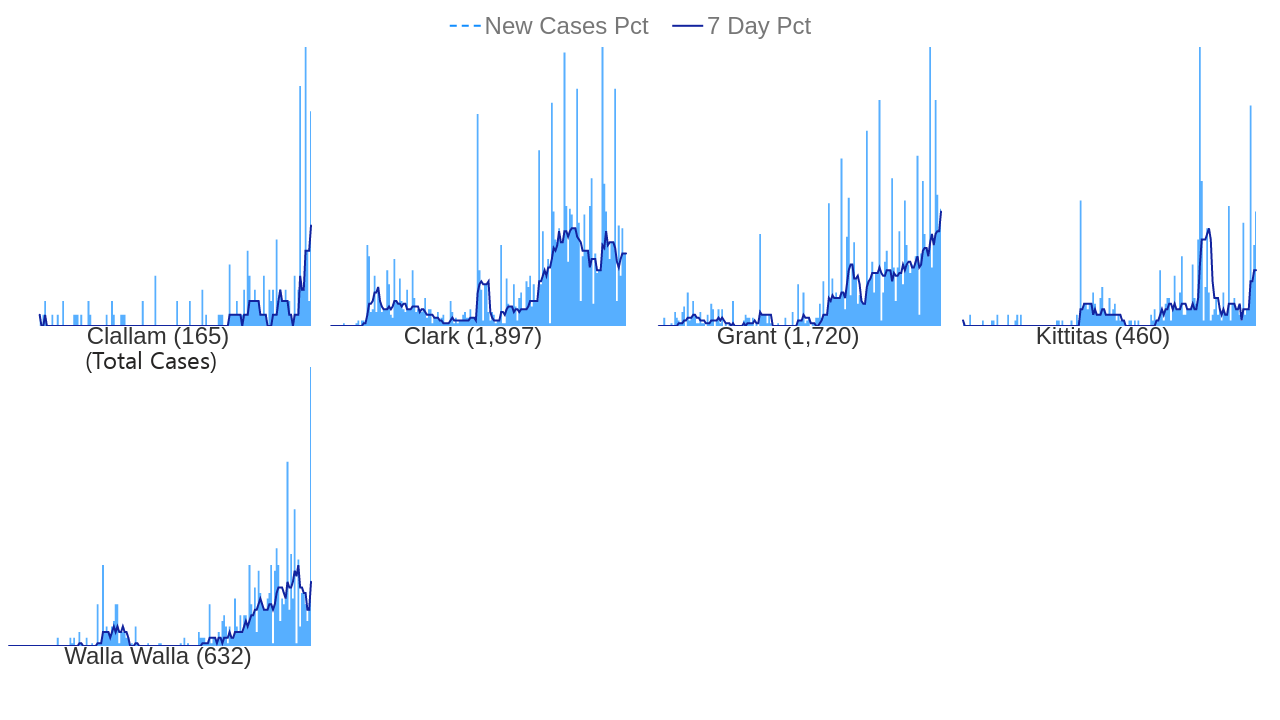 New Cases Pct 7 Day Pct
Clallam (165)
(Total Cases)
Clark (1,897)
Grant (1,720)
Kittitas (460)
Walla Walla (632)